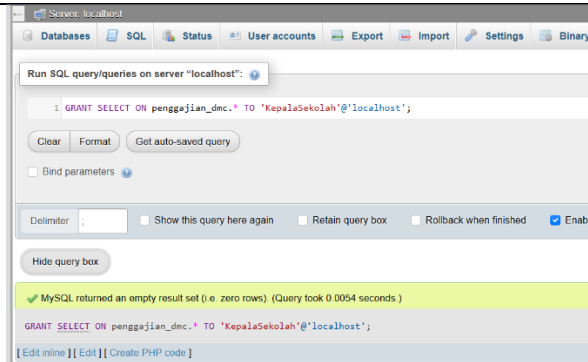 Server: localhost
Databases SQL Status User accounts Export Import Settings Binary
Run SQL query/queries on server “localhost”:
1 GRANT SELECT ON penggajian_dmc.* TO 'KepalaSekolah'@'localhost';
Clear Format Get auto-saved query
Bind parameters
Delimiter ; Show this query here again Retain query box Rollback when finished Enab
Hide query box
MySQL returned an empty result set (i.e. zero rows). (Query took 0.0054 seconds.)
GRANT SELECT ON penggajian_dmc.* TO 'KepalaSekolah'@'localhost';
[ Edit inline ] [ Edit ] [ Create PHP code ]